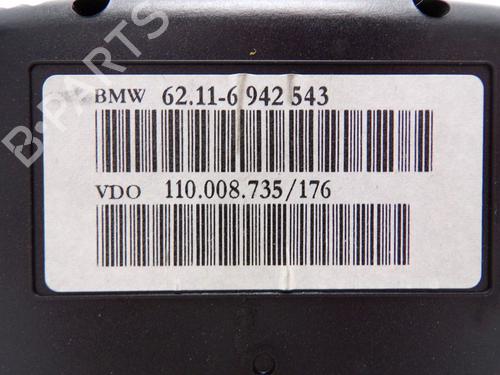 B-PARTS
BMW 62.11-6 942 543
VDO 110.008.735/176